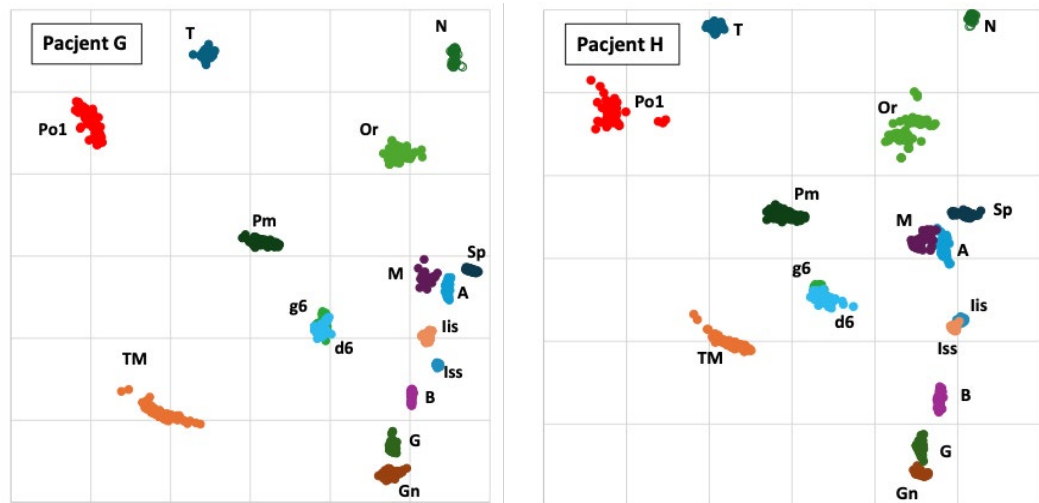 Pacjent G
T
N
Po1
Or
Pm
Sp
M
A
g6
d6
Iis
Iss
TM
B
G
Gn
Pacjent H
T
N
Po1
Or
Pm
Sp
M
A
g6
d6
Iis
Iss
TM
B
G
Gn